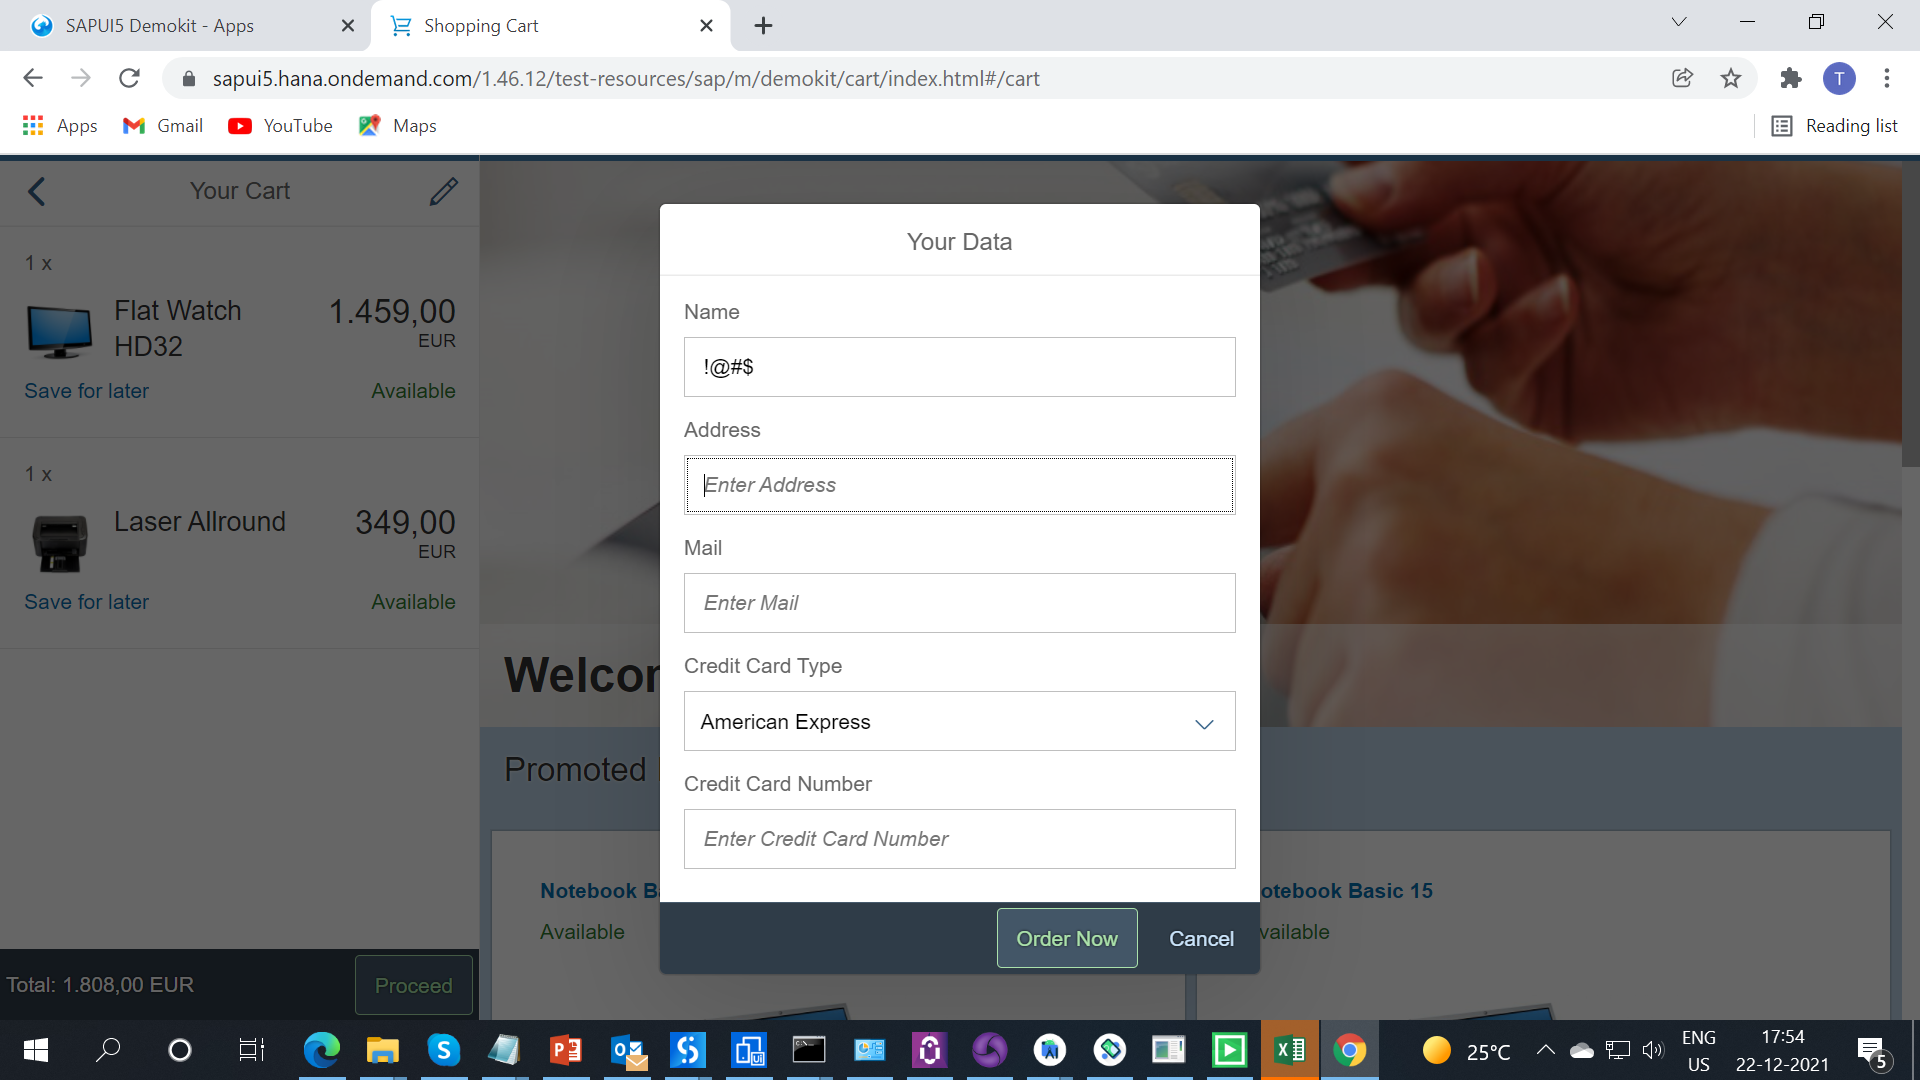 SAPUI5 Demokit - Apps
Shopping Cart
sapui5.hana.ondemand.com/1.46.12/test-resources/sap/m/demokit/cart/index.html#/cart
T
Apps
Gmail
YouTube
Maps
Reading list
Your Cart
1 x
Flat Watch HD32
1.459,00
EUR
Save for later
Available
1 x
Laser Allround
349,00
EUR
Save for later
Available
Total: 1.808,00 EUR
Proceed
Welcor
Promoted
Notebook Ba
Available
otebook Basic 15
vailable
Your Data
Name
!@#$
Address
Enter Address
Mail
Enter Mail
Credit Card Type
American Express
Credit Card Number
Enter Credit Card Number
Order Now
Cancel
25°C
ENG
US
17:54
22-12-2021
5